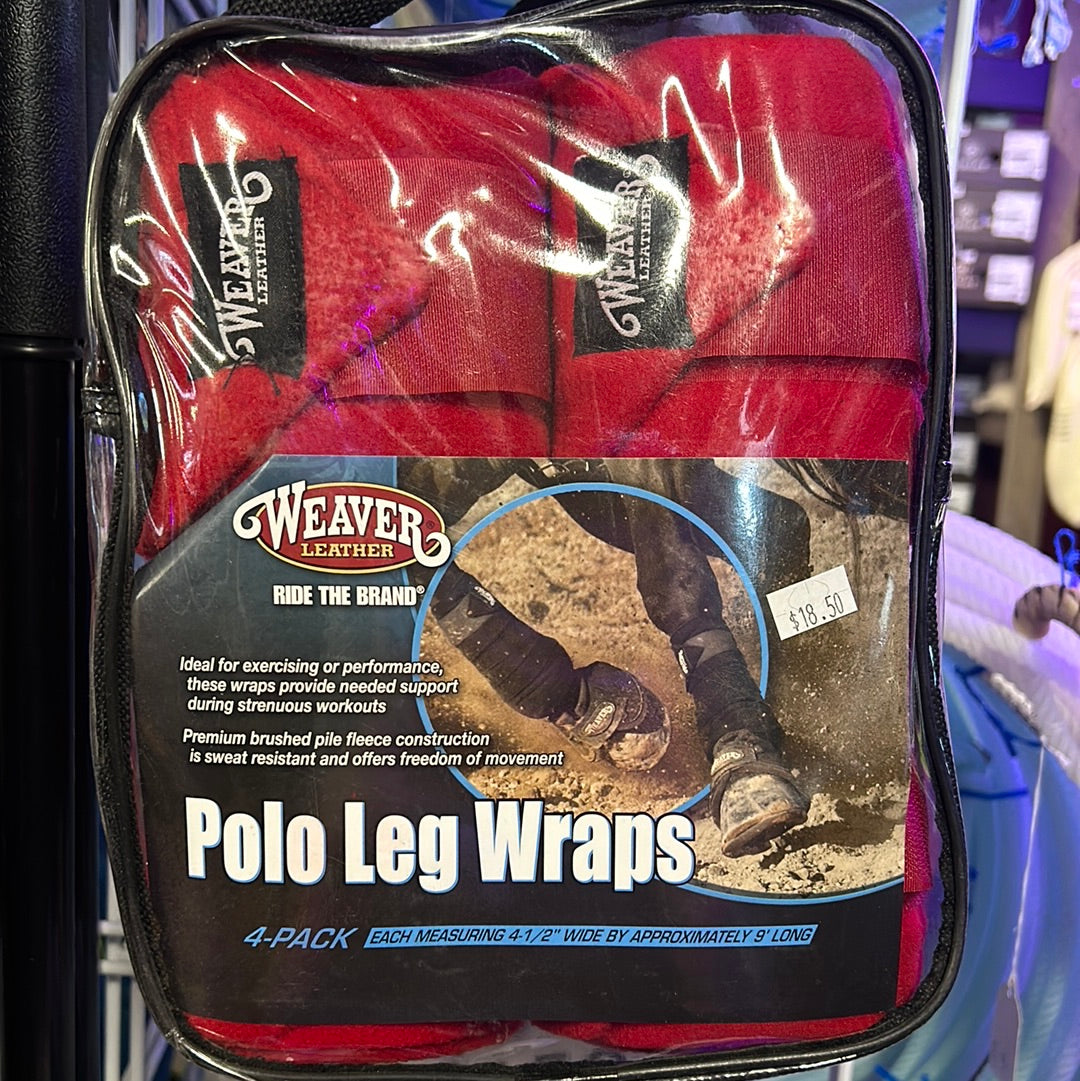 WEAVER
LEATHER
WEAVER
LEATHER
WEAVER®
LEATHER
RIDE THE BRAND®
$18.50
Ideal for exercising or performance,
these wraps provide needed support
during strenuous workouts
Premium brushed pile fleece construction
is sweat resistant and offers freedom of movement
Polo Leg Wraps
4-PACK EACH MEASURING 4-1/2" WIDE BY APPROXIMATELY 9' LONG